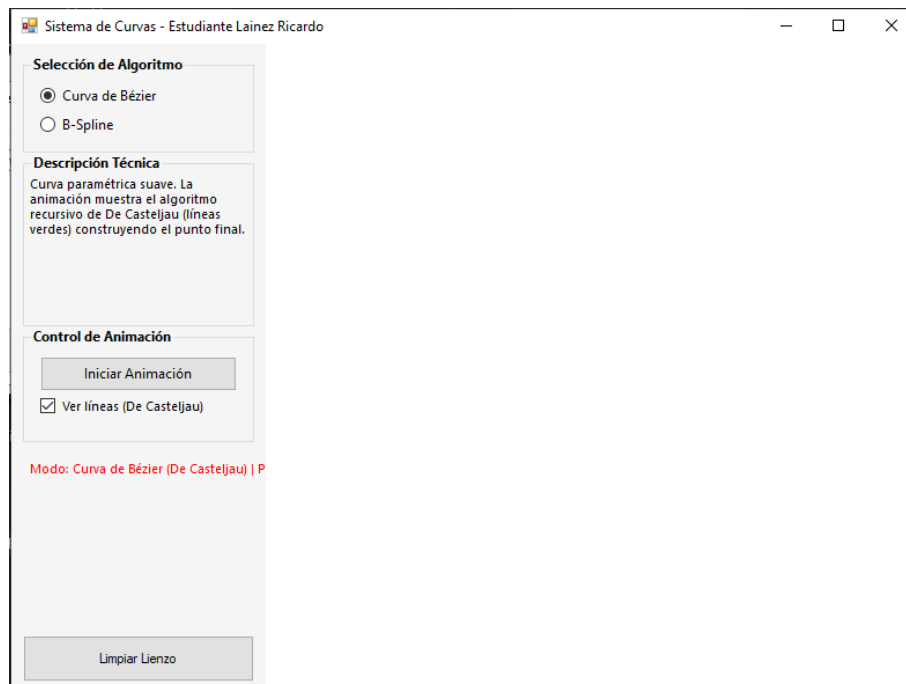 Sistema de Curvas - Estudiante Lainez Ricardo
Selección de Algoritmo
Curva de Bézier
B-Spline
Descripción Técnica
Curva paramétrica suave. La
animación muestra el algoritmo
recursivo de De Casteljau (líneas
verdes) construyendo el punto final.
Control de Animación
Iniciar Animación
Ver líneas (De Casteljau)
Modo: Curva de Bézier (De Casteljau) | P
Limpiar Lienzo